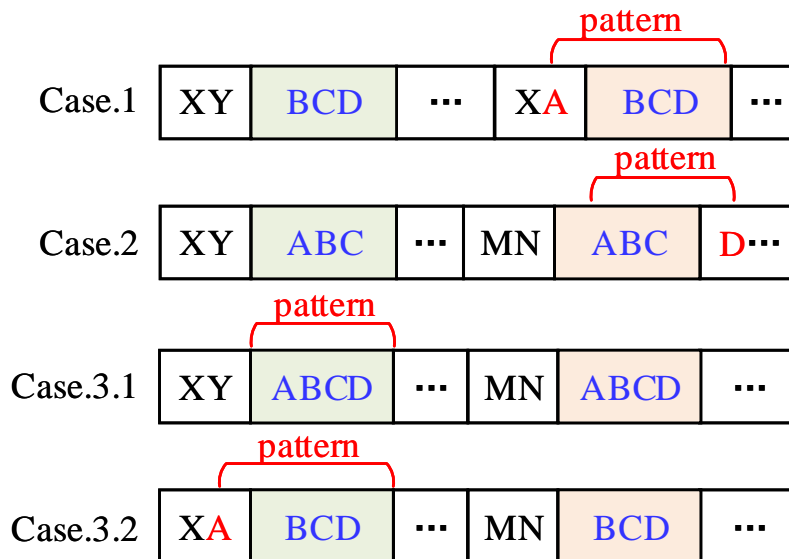 pattern
Case.1 XY BCD ... XA BCD ...
pattern
Case.2 XY ABC ... MN ABC D...
pattern
Case.3.1 XY ABCD ... MN ABCD ...
pattern
Case.3.2 XA BCD ... MN BCD ...